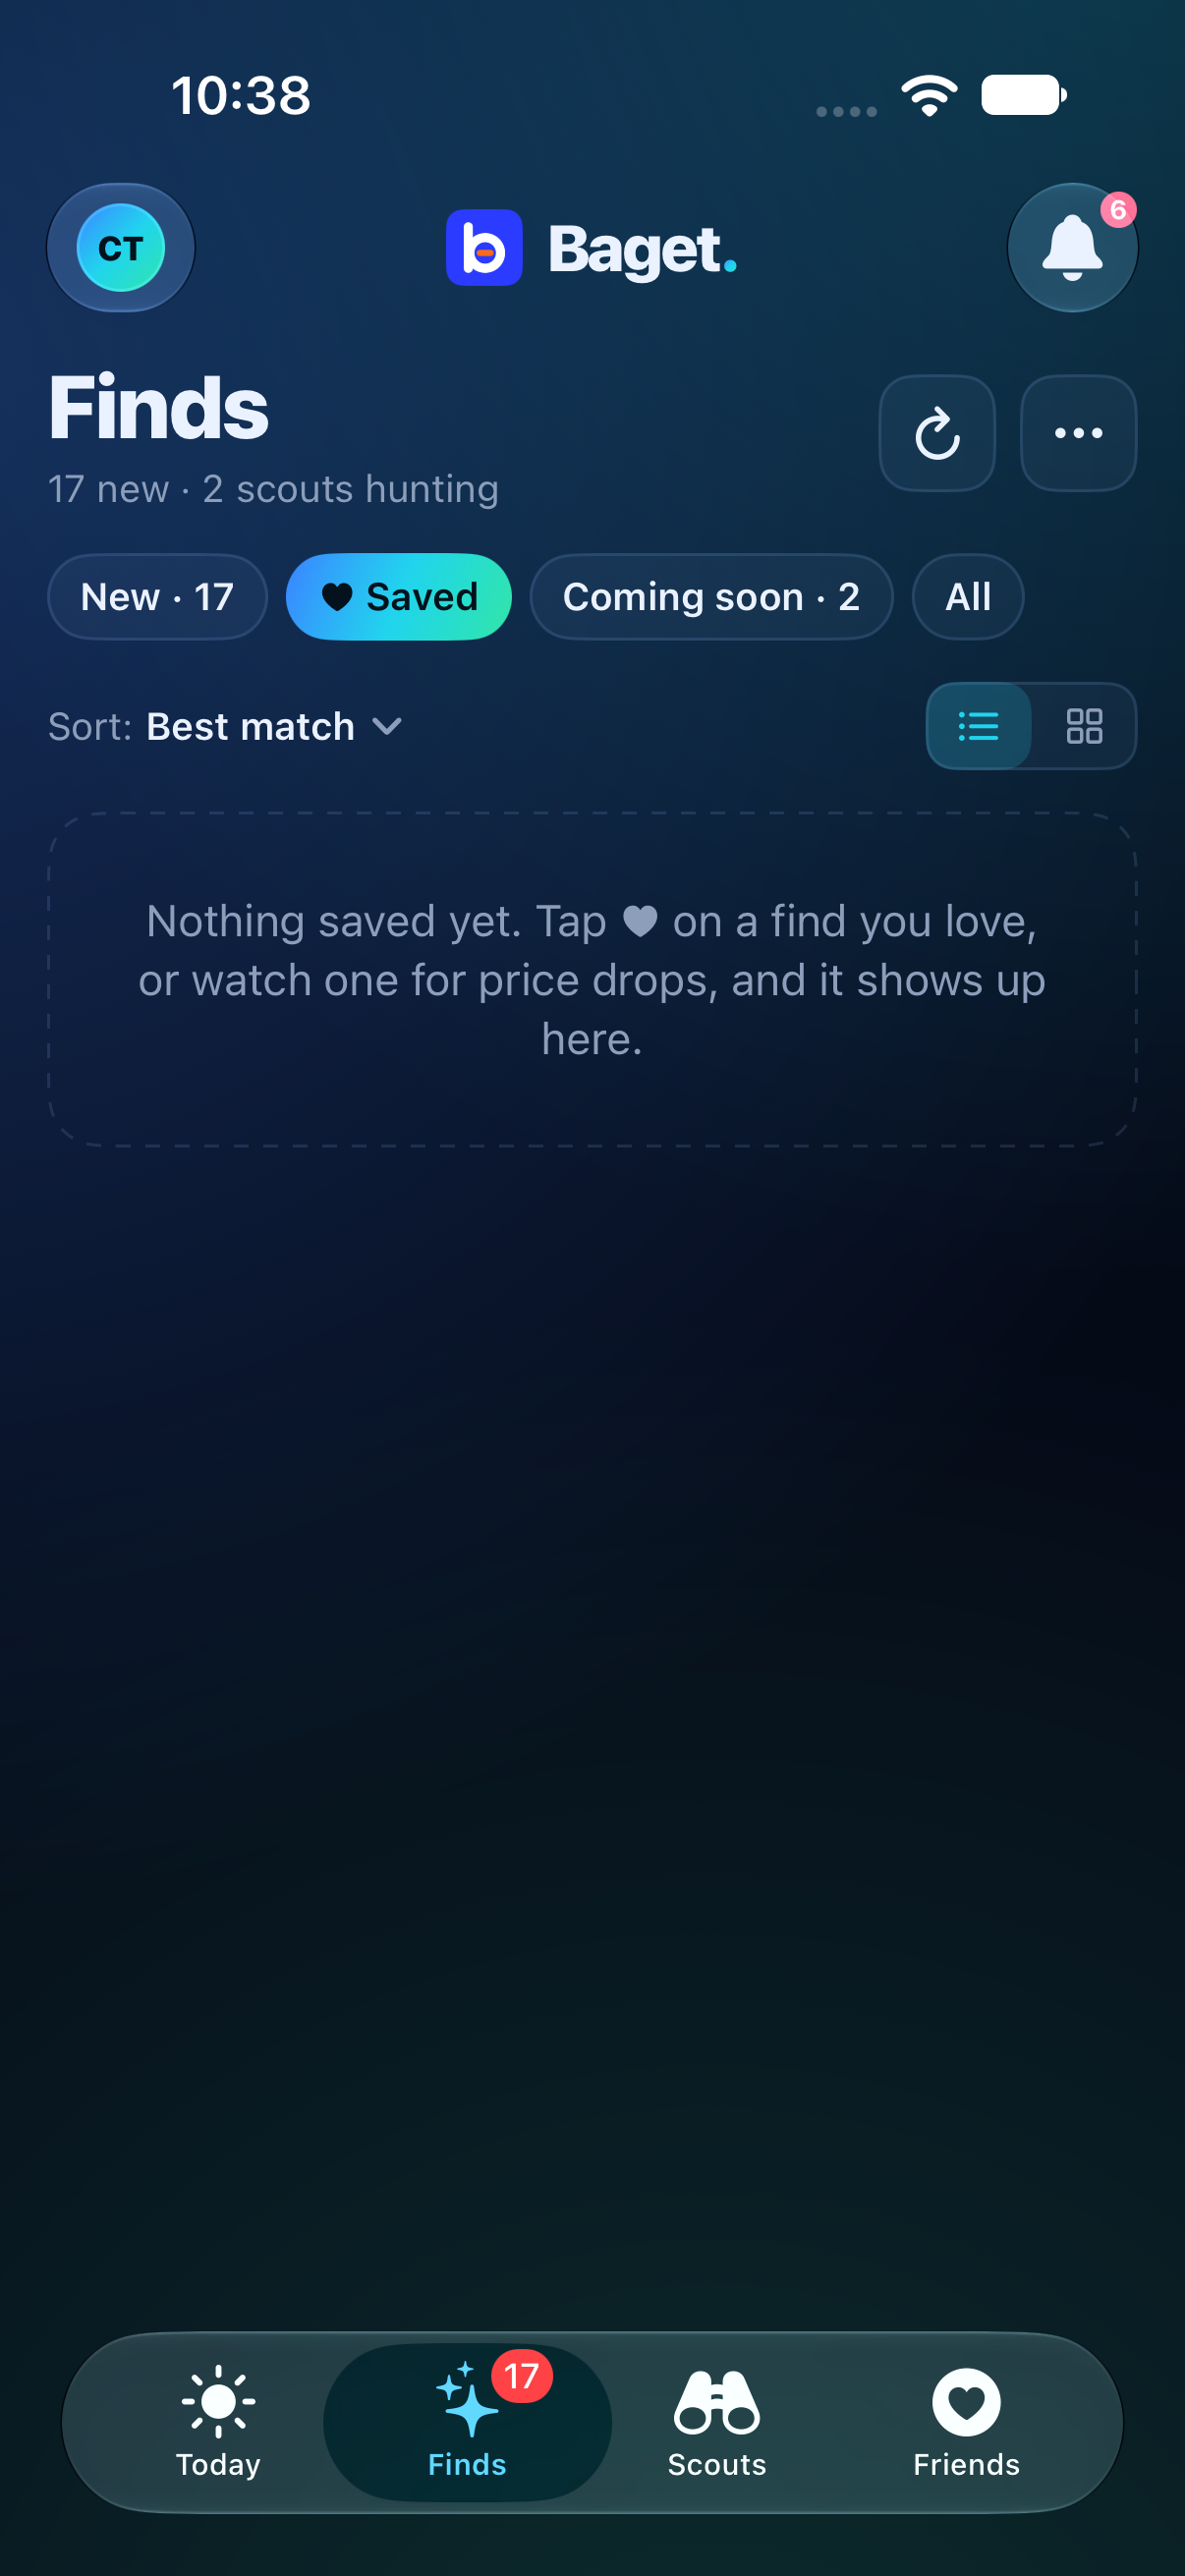 10:38
CT
b Baget.
6
Finds
17 new · 2 scouts hunting
New · 17
♥ Saved
Coming soon · 2
All
Sort: Best match
Nothing saved yet. Tap ♥ on a find you love,
or watch one for price drops, and it shows up
here.
17
Today
Finds
Scouts
Friends